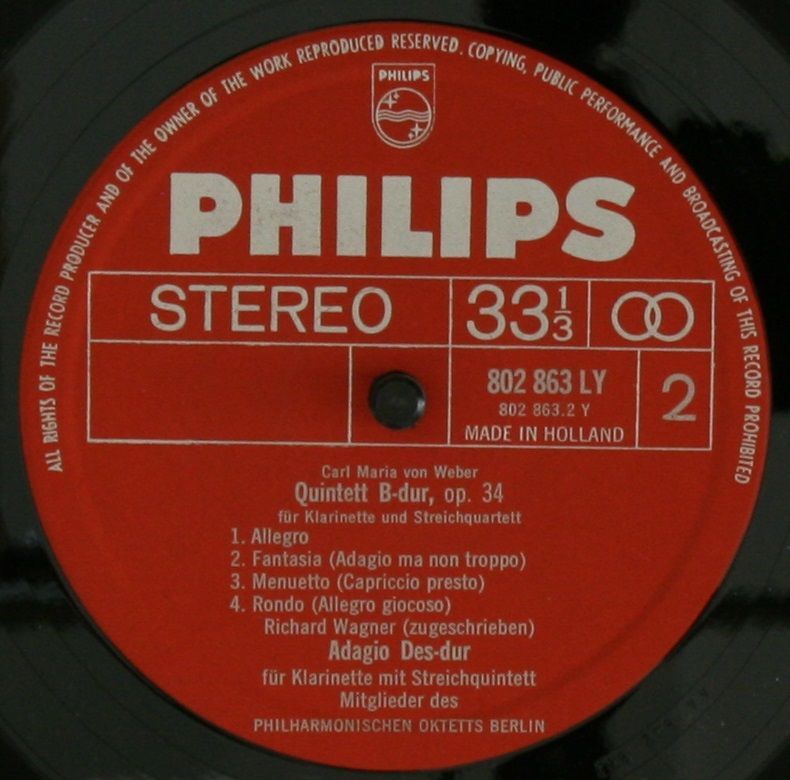 ALL RIGHTS OF THE RECORD PRODUCER AND OF THE OWNER OF THE WORK REPRODUCED RESERVED. COPYING, PUBLIC PERFORMANCE AND BROADCASTING OF THIS RECORD PROHIBITED
PHILIPS
PHILIPS
STEREO
33 1/3
802 863 LY
802 863.2 Y
MADE IN HOLLAND
2
Carl Maria von Weber
Quintett B-dur, op. 34
für Klarinette und Streichquartett
1. Allegro
2. Fantasia (Adagio ma non troppo)
3. Menuetto (Capriccio presto)
4. Rondo (Allegro giocoso)
Richard Wagner (zugeschrieben)
Adagio Des-dur
für Klarinette mit Streichquintett
Mitglieder des
PHILHARMONISCHEN OKTETTS BERLIN